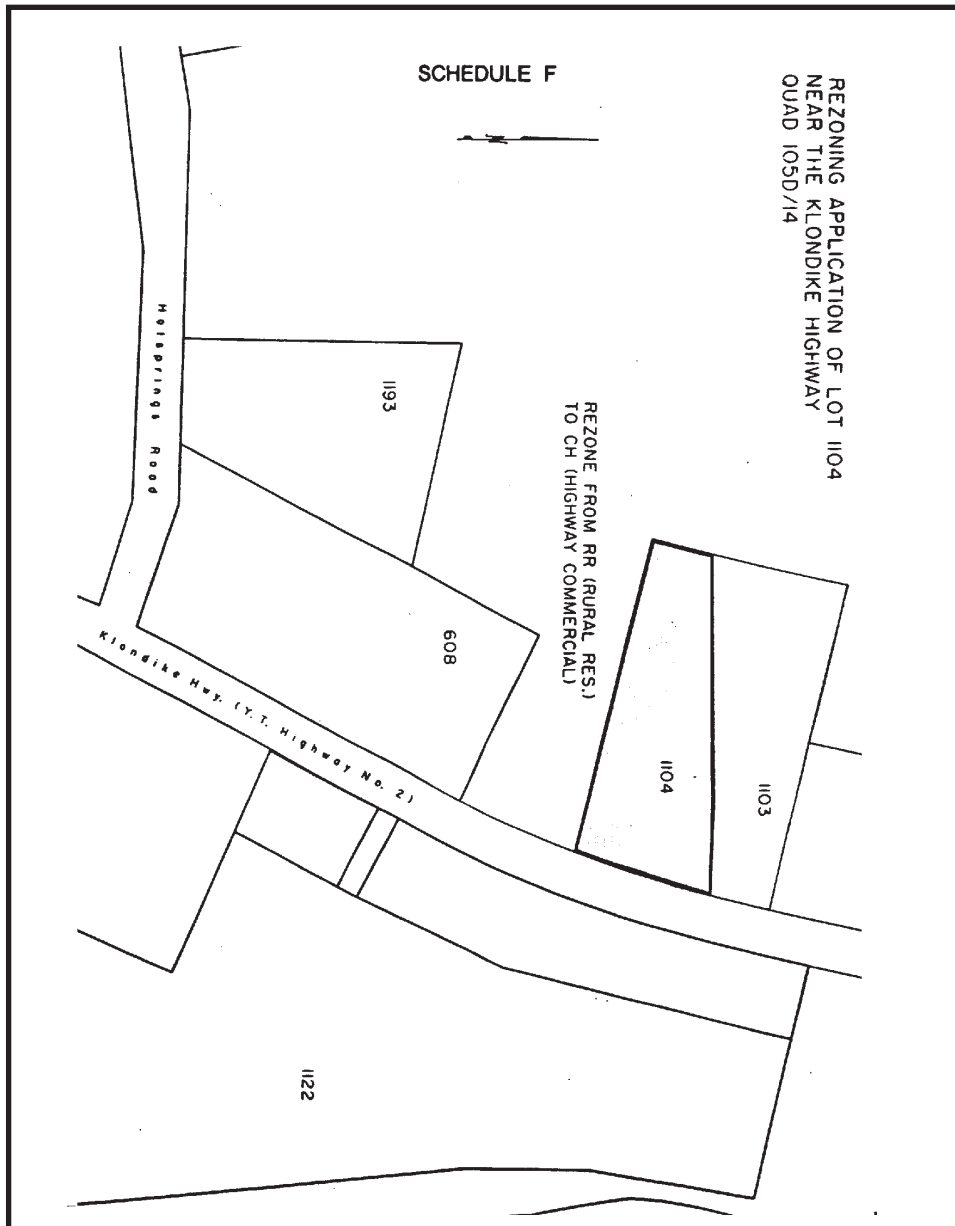 SCHEDULE F
REZONING APPLICATION OF LOT 1104
NEAR THE KLONDIKE HIGHWAY
QUAD 105D/14
N
REZONE FROM RR (RURAL RES.)
TO CH (HIGHWAY COMMERCIAL)
1103
1104
1193
608
Hotsprings Road
Klondike Hwy. (Y.T. Highway No. 2)
1122